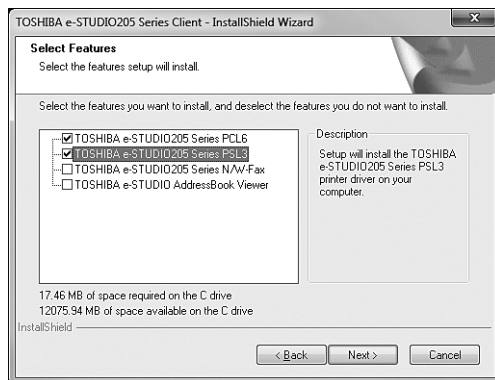 TOSHIBA e-STUDIO205 Series Client - InstallShield Wizard
Select Features
Select the features setup will install.
Select the features you want to install, and deselect the features you do not want to install.
TOSHIBA e-STUDIO205 Series PCL6
TOSHIBA e-STUDIO205 Series PSL3
TOSHIBA e-STUDIO205 Series N/W-Fax
TOSHIBA e-STUDIO AddressBook Viewer
Description
Setup will install the TOSHIBA
e-STUDIO205 Series PSL3
printer driver on your
computer.
17.46 MB of space required on the C drive
12075.94 MB of space available on the C drive
InstallShield
< Back
Next >
Cancel